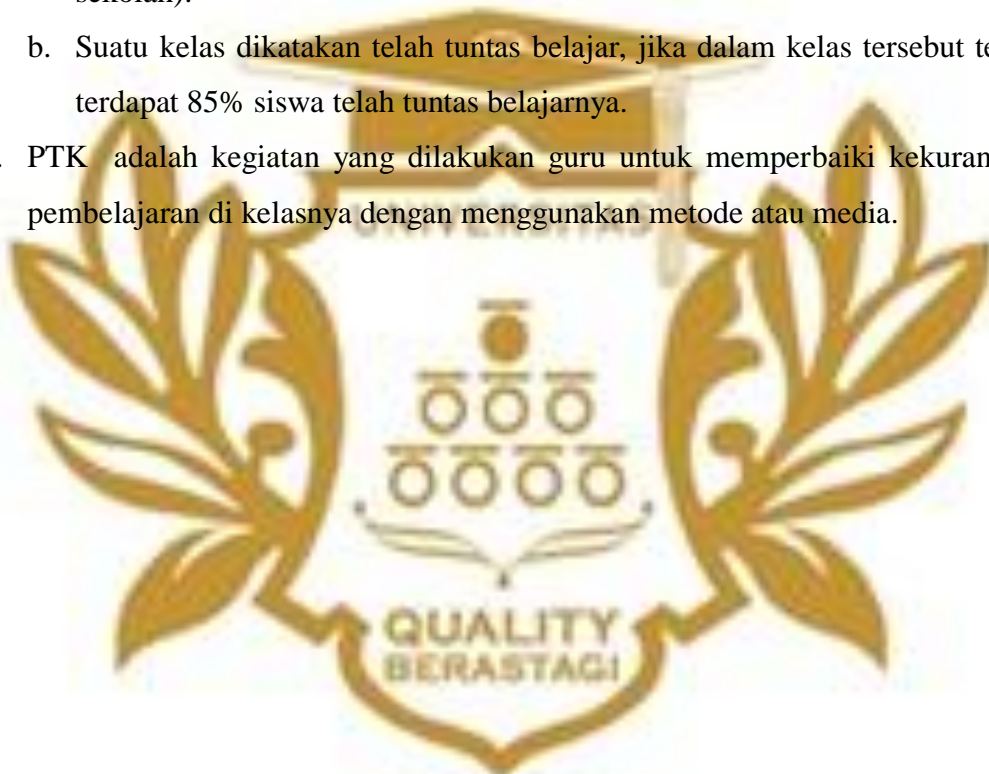 b. Suatu kelas dikatakan telah tuntas belajar, jika dalam kelas tersebut
terdapat 85% siswa telah tuntas belajarnya.
PTK adalah kegiatan yang dilakukan guru untuk memperbaiki
pembelajaran di kelasnya dengan menggunakan metode atau media.
UNIVERSITAS
QUALITY
BERASTAGI